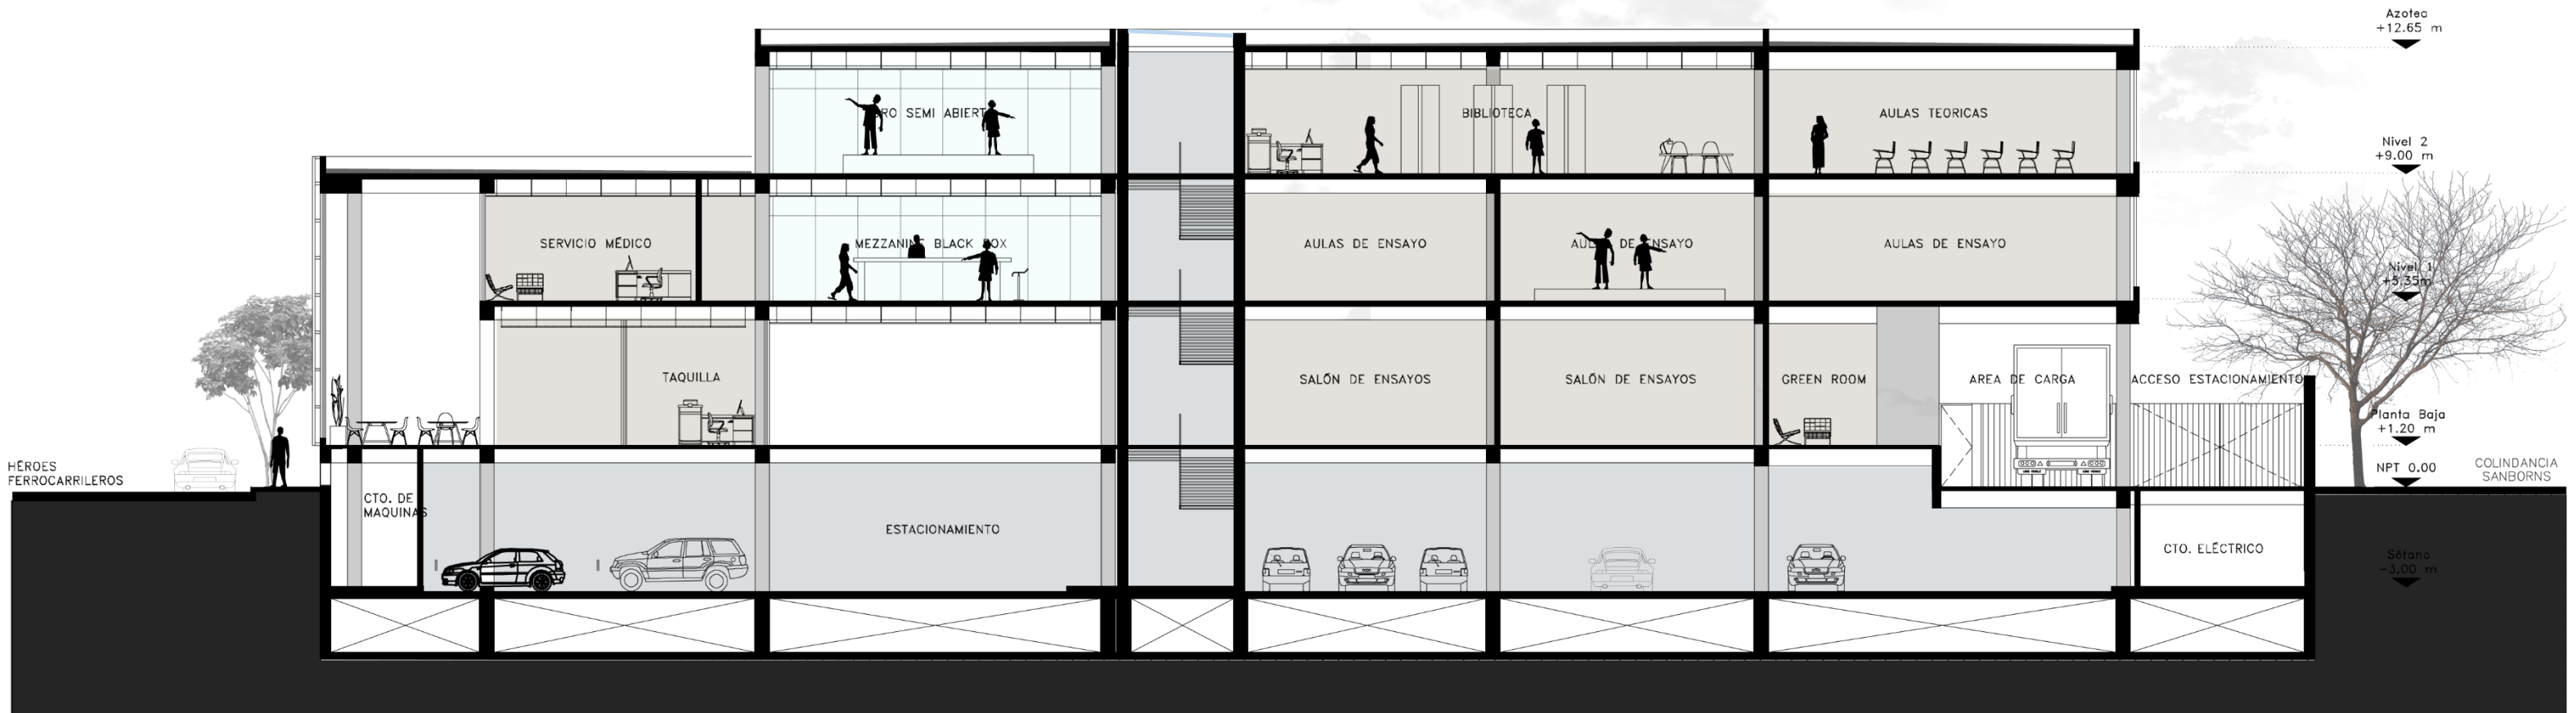 Azotea
+12.65 m
SEMI ABIERT
BIBLIOTECA
AULAS TEORICAS
Nivel 2
+9.00 m
SERVICIO MÉDICO
MEZZANINE BLACK BOX
AULAS DE ENSAYO
AULAS DE ENSAYO
AULAS DE ENSAYO
Nivel 1
+5.35m
TAQUILLA
SALÓN DE ENSAYOS
SALÓN DE ENSAYOS
GREEN ROOM
AREA DE CARGA
ACCESO ESTACIONAMIENTO
Planta Baja
+1.20 m
HÉROES
FERROCARRILEROS
NPT 0.00
COLINDANCIA
SANBORNS
CTO. DE
MAQUINAS
ESTACIONAMIENTO
CTO. ELÉCTRICO
Sótano
-3.00 m